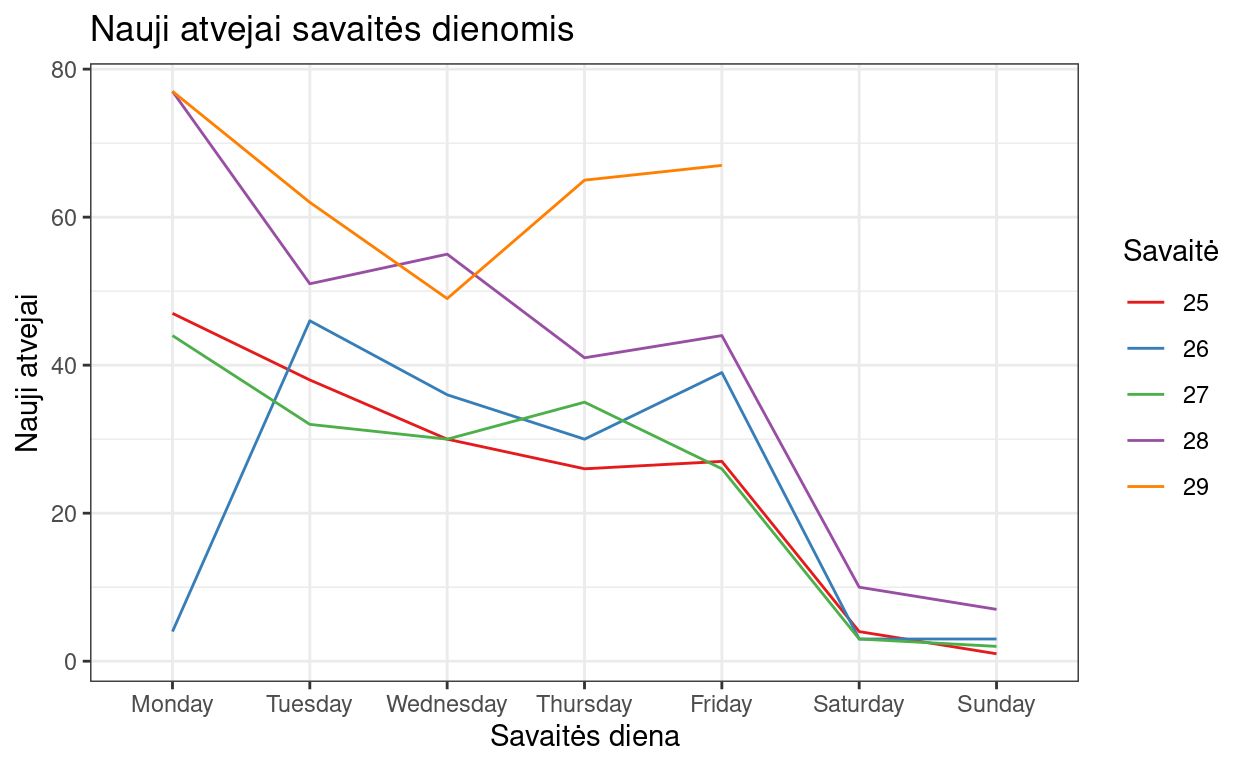 Nauji atvejai savaitės dienomis
Nauji atvejai
80
60
40
20
0
Monday Tuesday Wednesday Thursday Friday Saturday Sunday
Savaitės diena
Savaitė
25
26
27
28
29